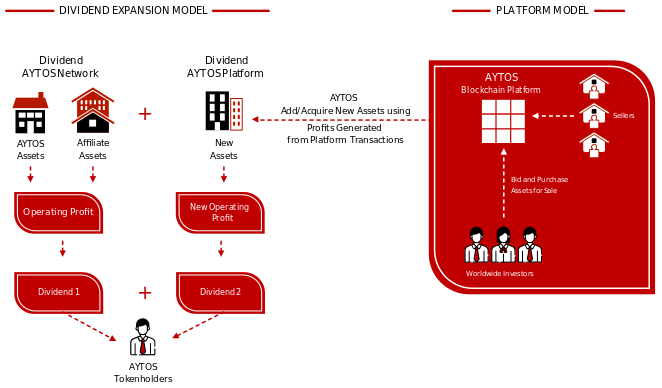 DIVIDEND EXPANSION MODEL
PLATFORM MODEL
Dividend
AYTOS Network
Dividend
AYTOS Platform
+
AYTOS
Assets
Affiliate
Assets
New
Assets
AYTOS
Add/Acquire New Assets using
Profits Generated
from Platform Transactions
AYTOS
Blockchain Platform
Sellers
Bid and Purchase
Assets for Sale
Worldwide Investors
Operating Profit
New Operating
Profit
Dividend 1
+
Dividend 2
AYTOS
Tokenholders